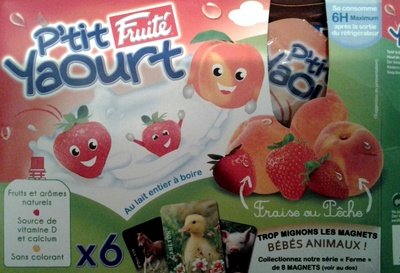 P'tit Fruité
Yaourt
Se consomme
6H Maximum
après la sortie
du réfrigérateur
P'tit
Au lait entier à boire
Fraise ou Pêche
Fruits et arômes
naturels
Source de
vitamine D
et calcium
Sans colorant
x6
TROP MIGNONS LES MAGNETS
BÉBÉS ANIMAUX !
Collectionnez notre série « Ferme »
de 8 MAGNETS (voir au dos)